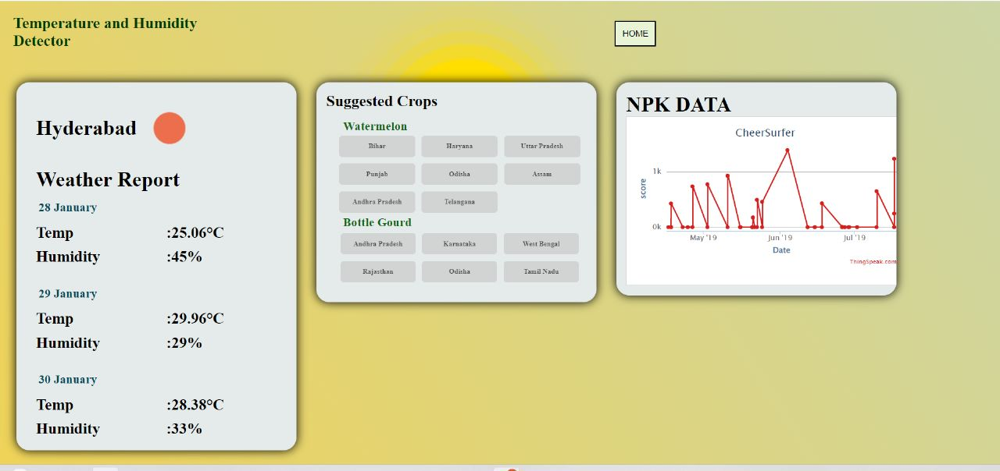 Temperature and Humidity
Detector
HOME
Hyderabad
Weather Report
28 January
Temp :25.06°C
Humidity :45%
29 January
Temp :29.96°C
Humidity :29%
30 January
Temp :28.38°C
Humidity :33%
Suggested Crops
Watermelon
Bihar Haryana Uttar Pradesh
Punjab Odisha Assam
Andhra Pradesh Telangana
Bottle Gourd
Andhra Pradesh Karnataka West Bengal
Rajasthan Odisha Tamil Nadu
NPK DATA
CheerSurfer
score
1k
0k
May '19 Jun '19 Jul '19
Date
ThingSpeak.com